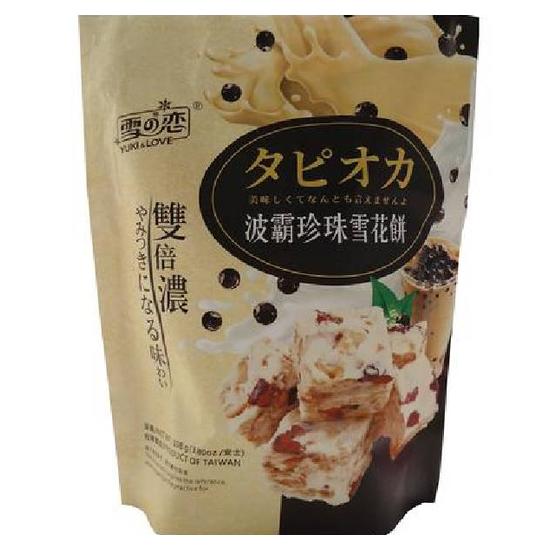 雪の恋®
YUKI & LOVE
タピオカ
美味しくてなんとも言えませんよ
波霸珍珠雪花餅
雙倍濃
やみつきになる味わい
PRODUCT OF TAIWAN